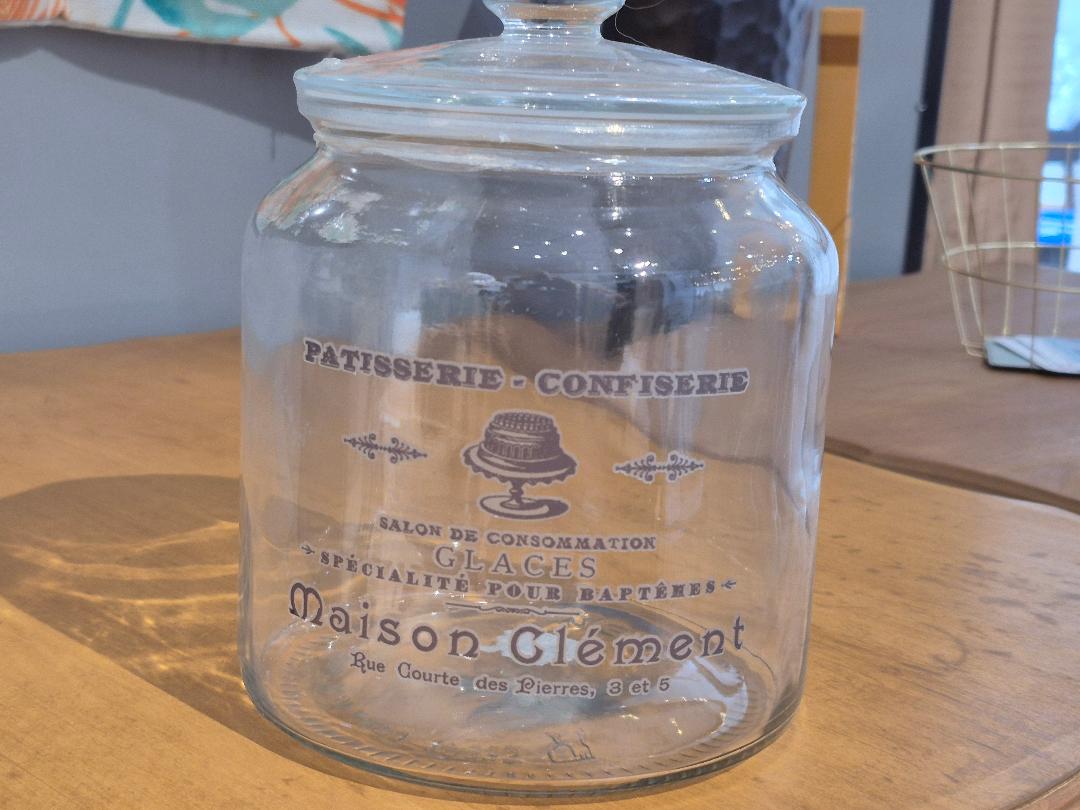 PATISSERIE - CONFISERIE
SALON DE CONSOMMATION
GLACES
SPÉCIALITÉ POUR BAPTÊMES
Maison Clément
Rue Courte des Pierres, 3 et 5